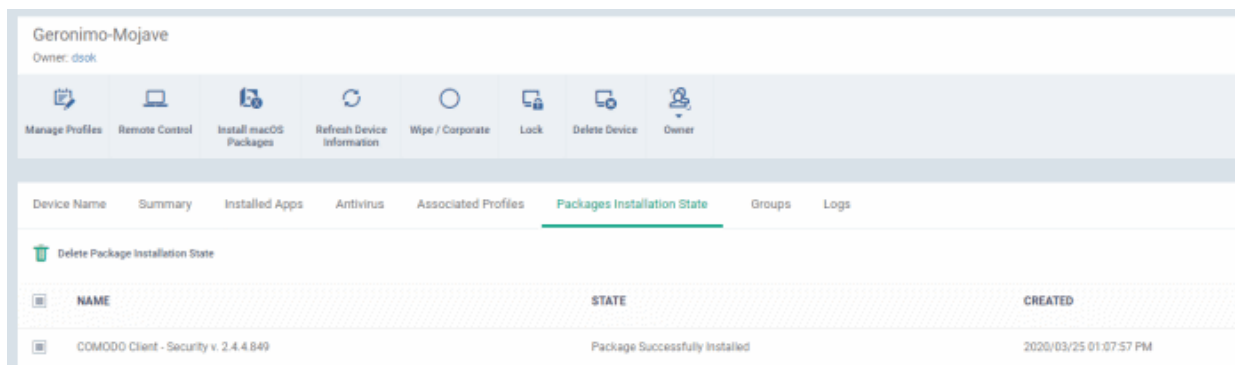 Geronimo-Mojave
Owner: dsok
Manage Profiles
Remote Control
Install macOS
Packages
Refresh Device
Information
Wipe / Corporate
Lock
Delete Device
Owner
Device Name
Summary
Installed Apps
Antivirus
Associated Profiles
Packages Installation State
Groups
Logs
Delete Package Installation State
NAME STATE CREATED
COMODO Client - Security v. 2.4.4.849 Package Successfully Installed 2020/03/25 01:07:57 PM